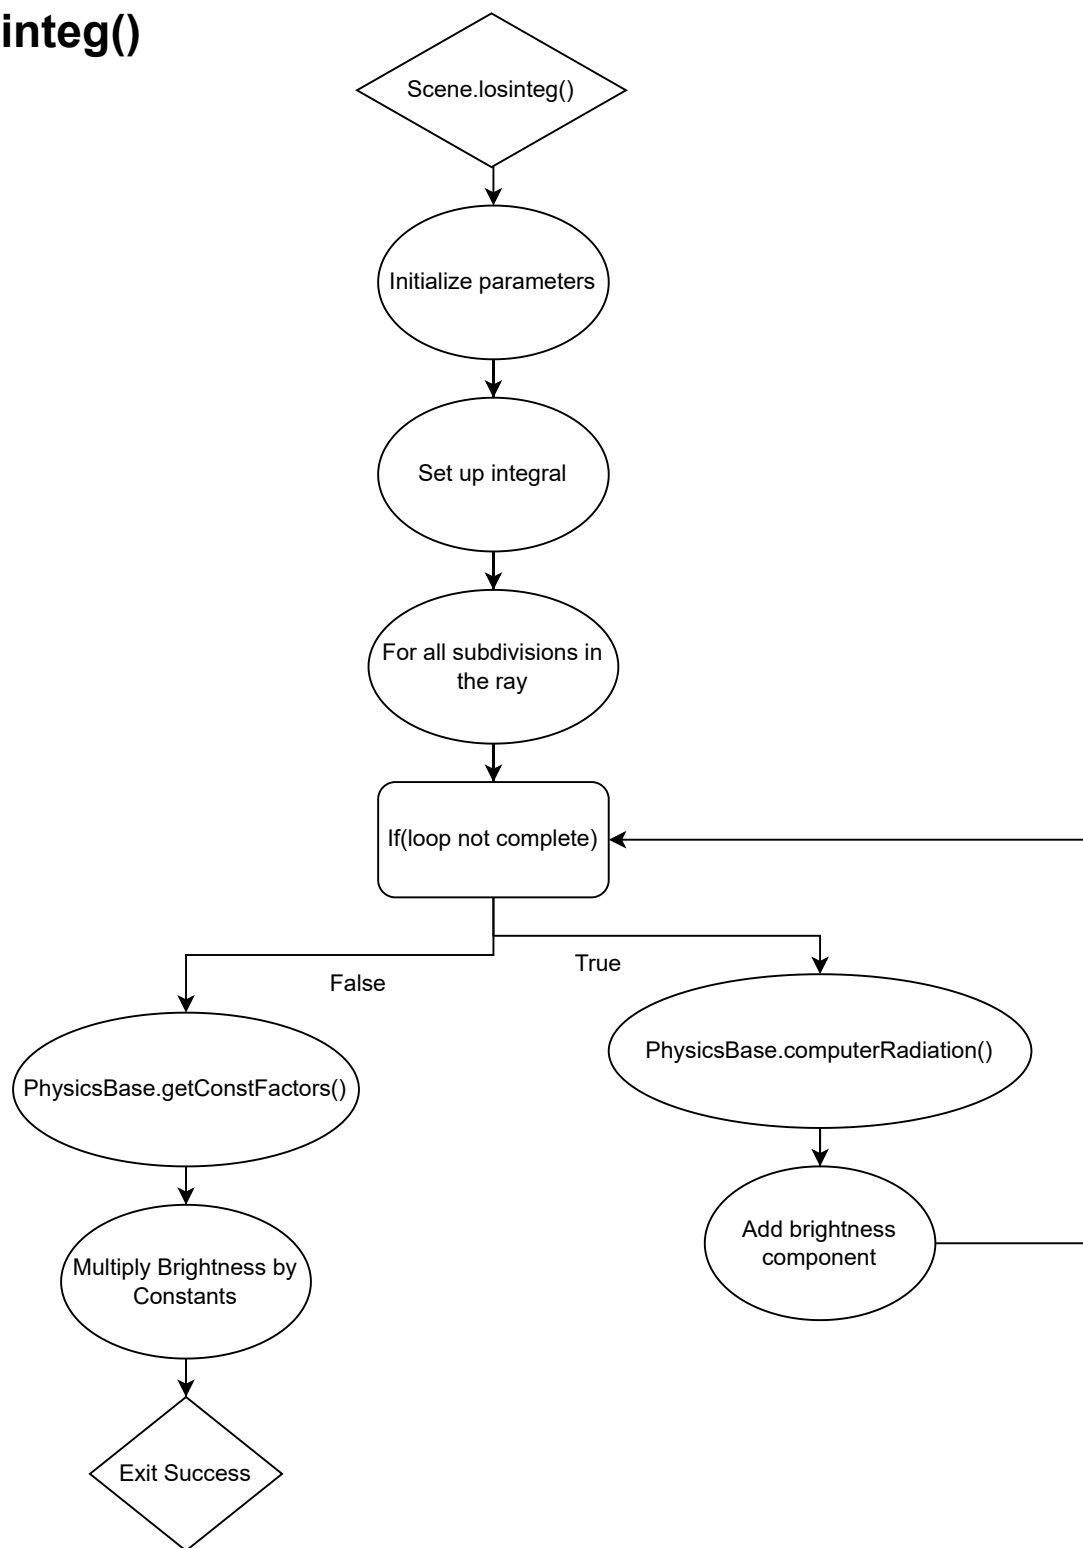 integ()
Scene.losinteg()
Initialize parameters
Set up integral
For all subdivisions in
the ray
If(loop not complete)
False
True
PhysicsBase.computerRadiation()
PhysicsBase.getConstFactors()
Add brightness
component
Multiply Brightness by
Constants
Exit Success